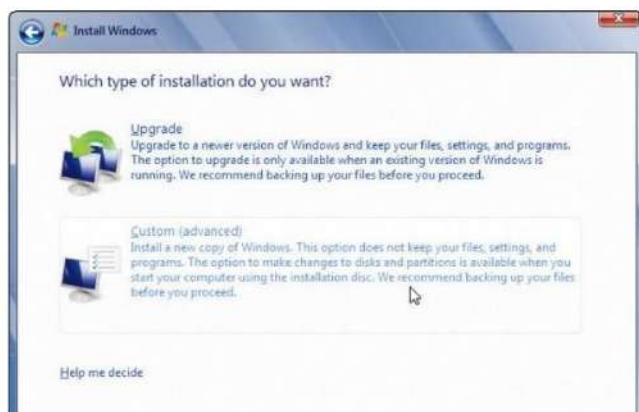 Install Windows
Which type of installation do you want?
Upgrade
Upgrade to a newer version of Windows and keep your files, settings, and programs.
The option to upgrade is only available when an existing version of Windows is
running. We recommend backing up your files before you proceed.
Custom (advanced)
Install a new copy of Windows. This option does not keep your files, settings, and
programs. The option to make changes to disks and partitions is available when you
start your computer using the installation disc. We recommend backing up your files
before you proceed.
Help me decide